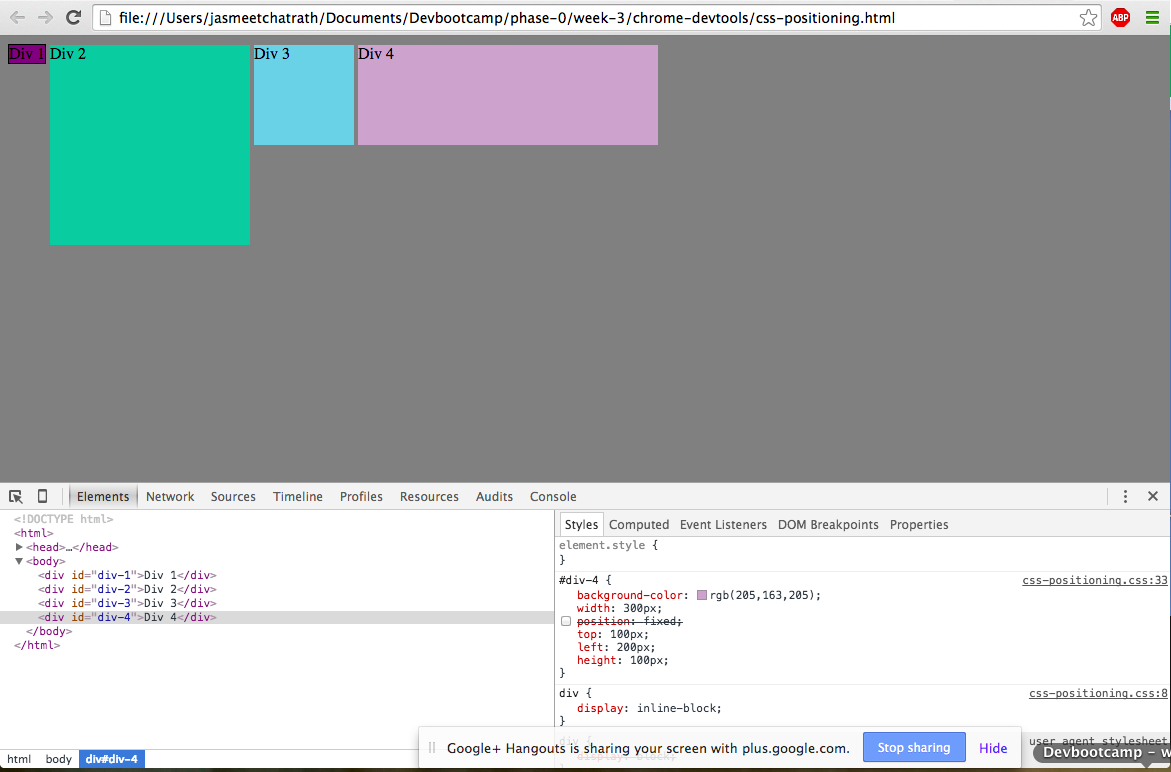 file:///Users/jasmeetchatrath/Documents/Devbootcamp/phase-0/week-3/chrome-devtools/css-positioning.html
ABP
Div 1 Div 2 Div 3 Div 4
Elements Network Sources Timeline Profiles Resources Audits Console
<!DOCTYPE html>
<html>
<head>…</head>
<body>
<div id="div-1">Div 1</div>
<div id="div-2">Div 2</div>
<div id="div-3">Div 3</div>
<div id="div-4">Div 4</div>
</body>
</html>
html body div#div-4
Styles Computed Event Listeners DOM Breakpoints Properties
element.style {
}
#div-4 { css-positioning.css:33
background-color: rgb(205,163,205);
width: 300px;
position: fixed;
top: 100px;
left: 200px;
height: 100px;
}
div { css-positioning.css:8
display: inline-block;
}
div { user agent stylesheet
display: block;
Google+ Hangouts is sharing your screen with plus.google.com. Stop sharing Hide
Devbootcamp – w